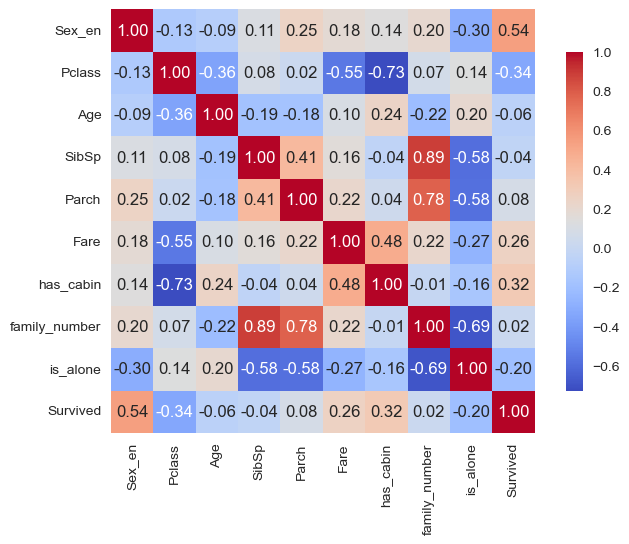 Sex_en 1.00 -0.13 -0.09 0.11 0.25 0.18 0.14 0.20 -0.30 0.54
Pclass -0.13 1.00 -0.36 0.08 0.02 -0.55 -0.73 0.07 0.14 -0.34
Age -0.09 -0.36 1.00 -0.19 -0.18 0.10 0.24 -0.22 0.20 -0.06
SibSp 0.11 0.08 -0.19 1.00 0.41 0.16 -0.04 0.89 -0.58 -0.04
Parch 0.25 0.02 -0.18 0.41 1.00 0.22 0.04 0.78 -0.58 0.08
Fare 0.18 -0.55 0.10 0.16 0.22 1.00 0.48 0.22 -0.27 0.26
has_cabin 0.14 -0.73 0.24 -0.04 0.04 0.48 1.00 -0.01 -0.16 0.32
family_number 0.20 0.07 -0.22 0.89 0.78 0.22 -0.01 1.00 -0.69 0.02
is_alone -0.30 0.14 0.20 -0.58 -0.58 -0.27 -0.16 -0.69 1.00 -0.20
Survived 0.54 -0.34 -0.06 -0.04 0.08 0.26 0.32 0.02 -0.20 1.00
Sex_en
Pclass
Age
SibSp
Parch
Fare
has_cabin
family_number
is_alone
Survived
1.0
0.8
0.6
0.4
0.2
0.0
−0.2
−0.4
−0.6